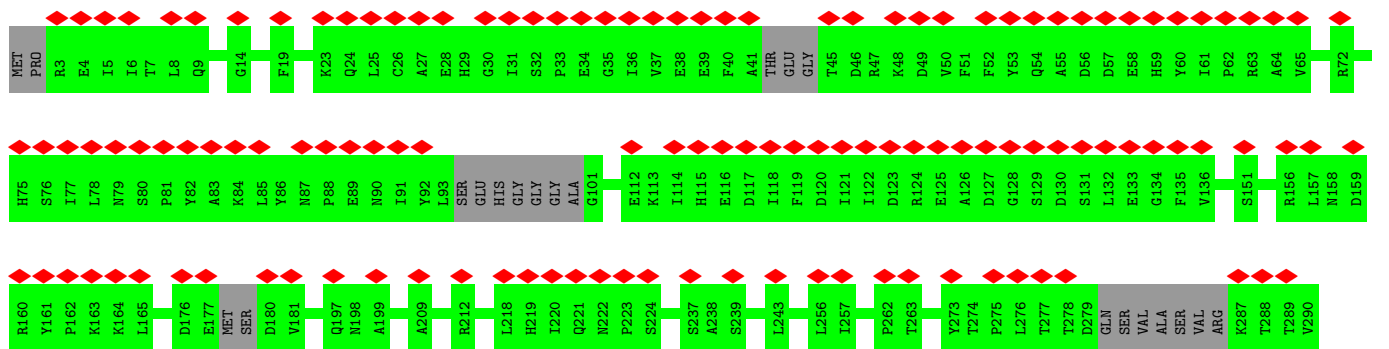 MET PRO R3 E4 I5 I6 T7 L8 Q9 G14 F19 K23 Q24 L25 C26 A27 E28 H29 G30 I31 S32 P33 E34 G35 I36 V37 E38 E39 F40 A41 THR GLU GLY T45 D46 R47 K48 D49 V50 F51 F52 Y53 Q54 A55 D56 D57 E58 H59 Y60 I61 P62 R63 A64 V65 R72
H75 S76 I77 L78 N79 S80 P81 Y82 A83 K84 L85 Y86 N87 P88 E89 N90 I91 Y92 L93 SER GLU HIS GLY GLY GLY ALA G101 E112 K113 I114 H115 E116 D117 I118 F119 D120 I121 I122 D123 R124 E125 A126 D127 G128 S129 D130 S131 L132 E133 G134 F135 V136 S151 R156 L157 N158 D159
R160 Y161 P162 K163 K164 L165 D176 E177 MET SER D180 V181 Q197 N198 A199 A209 R212 L218 H219 I220 Q221 N222 P223 S224 S237 A238 S239 L243 L256 I257 P262 T263 Y273 T274 P275 L276 T277 T278 D279 GLN SER VAL ALA SER VAL ARG K287 T288 T289 V290